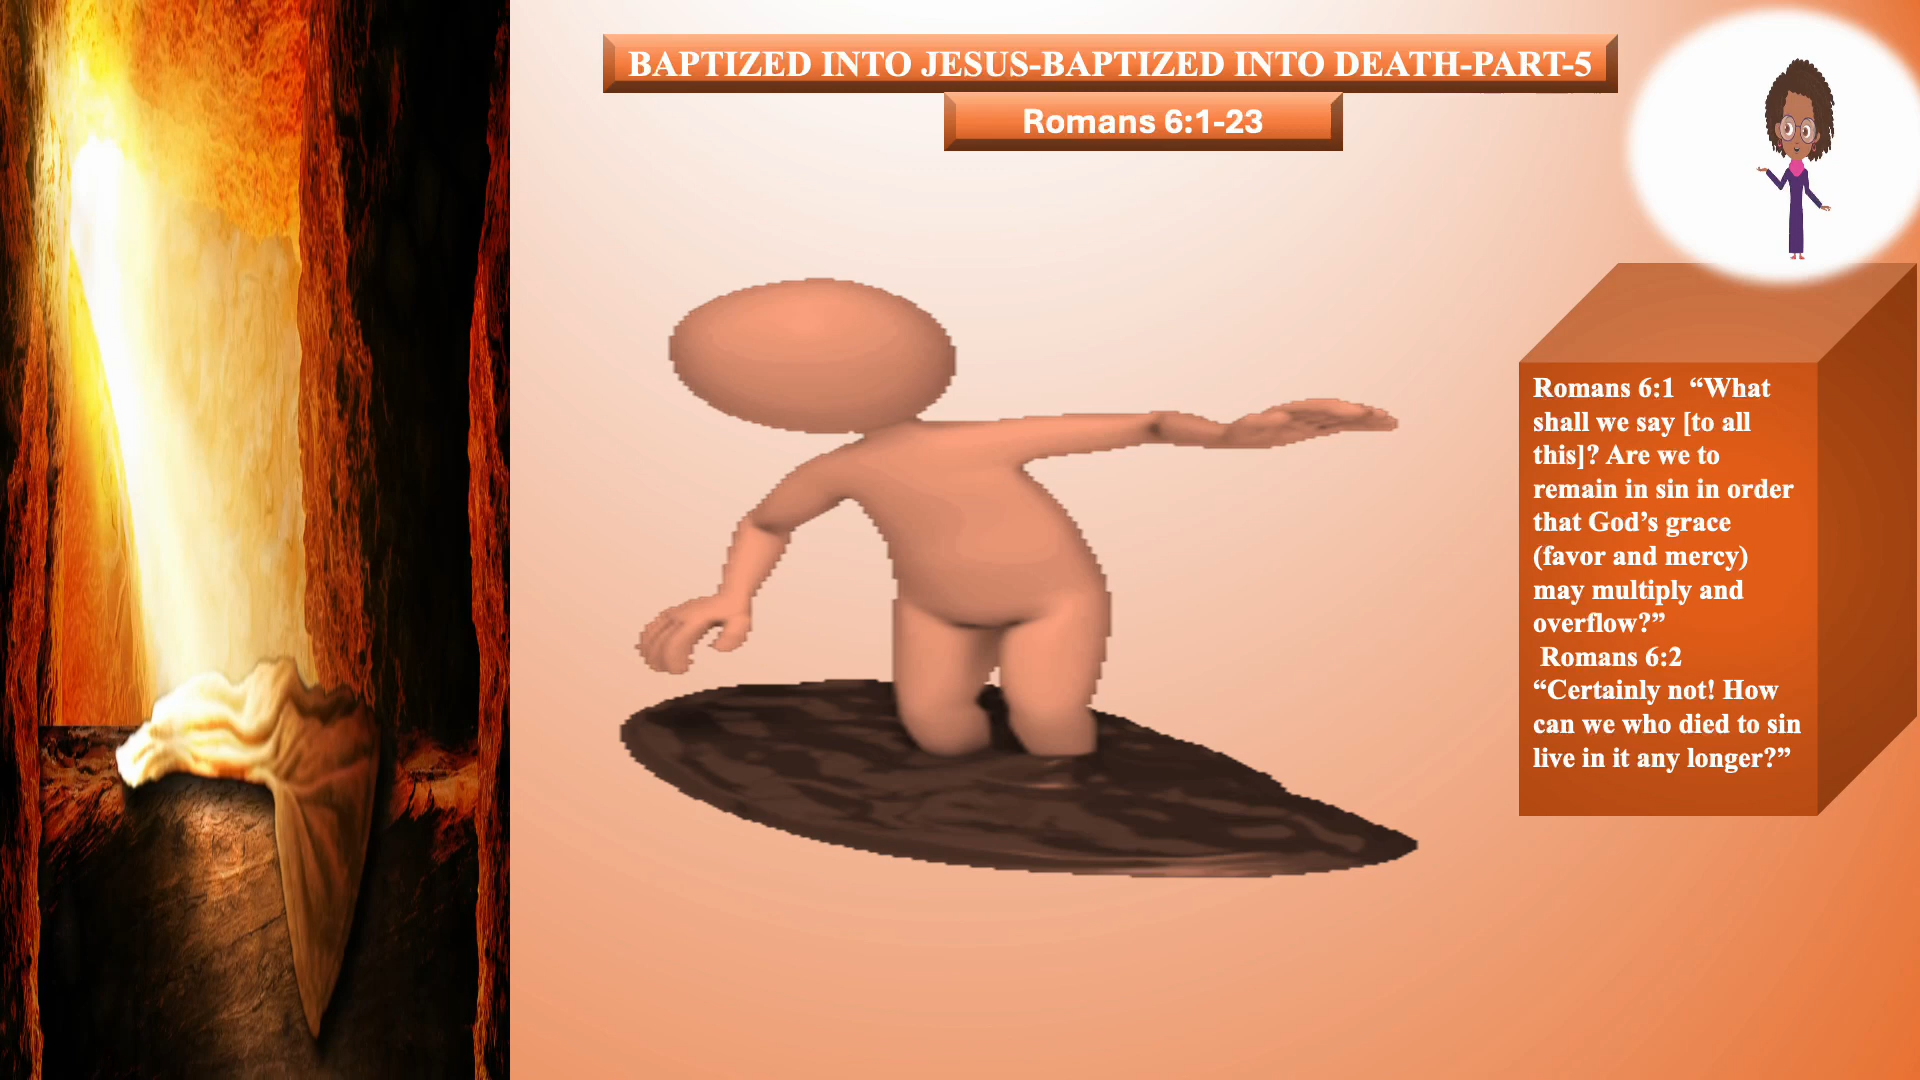 BAPTIZED INTO JESUS-BAPTIZED INTO DEATH-PART-5
Romans 6:1-23
Romans 6:1  “What
shall we say [to all
this]? Are we to
remain in sin in order
that God’s grace
(favor and mercy)
may multiply and
overflow?”
Romans 6:2
“Certainly not! How
can we who died to sin
live in it any longer?”